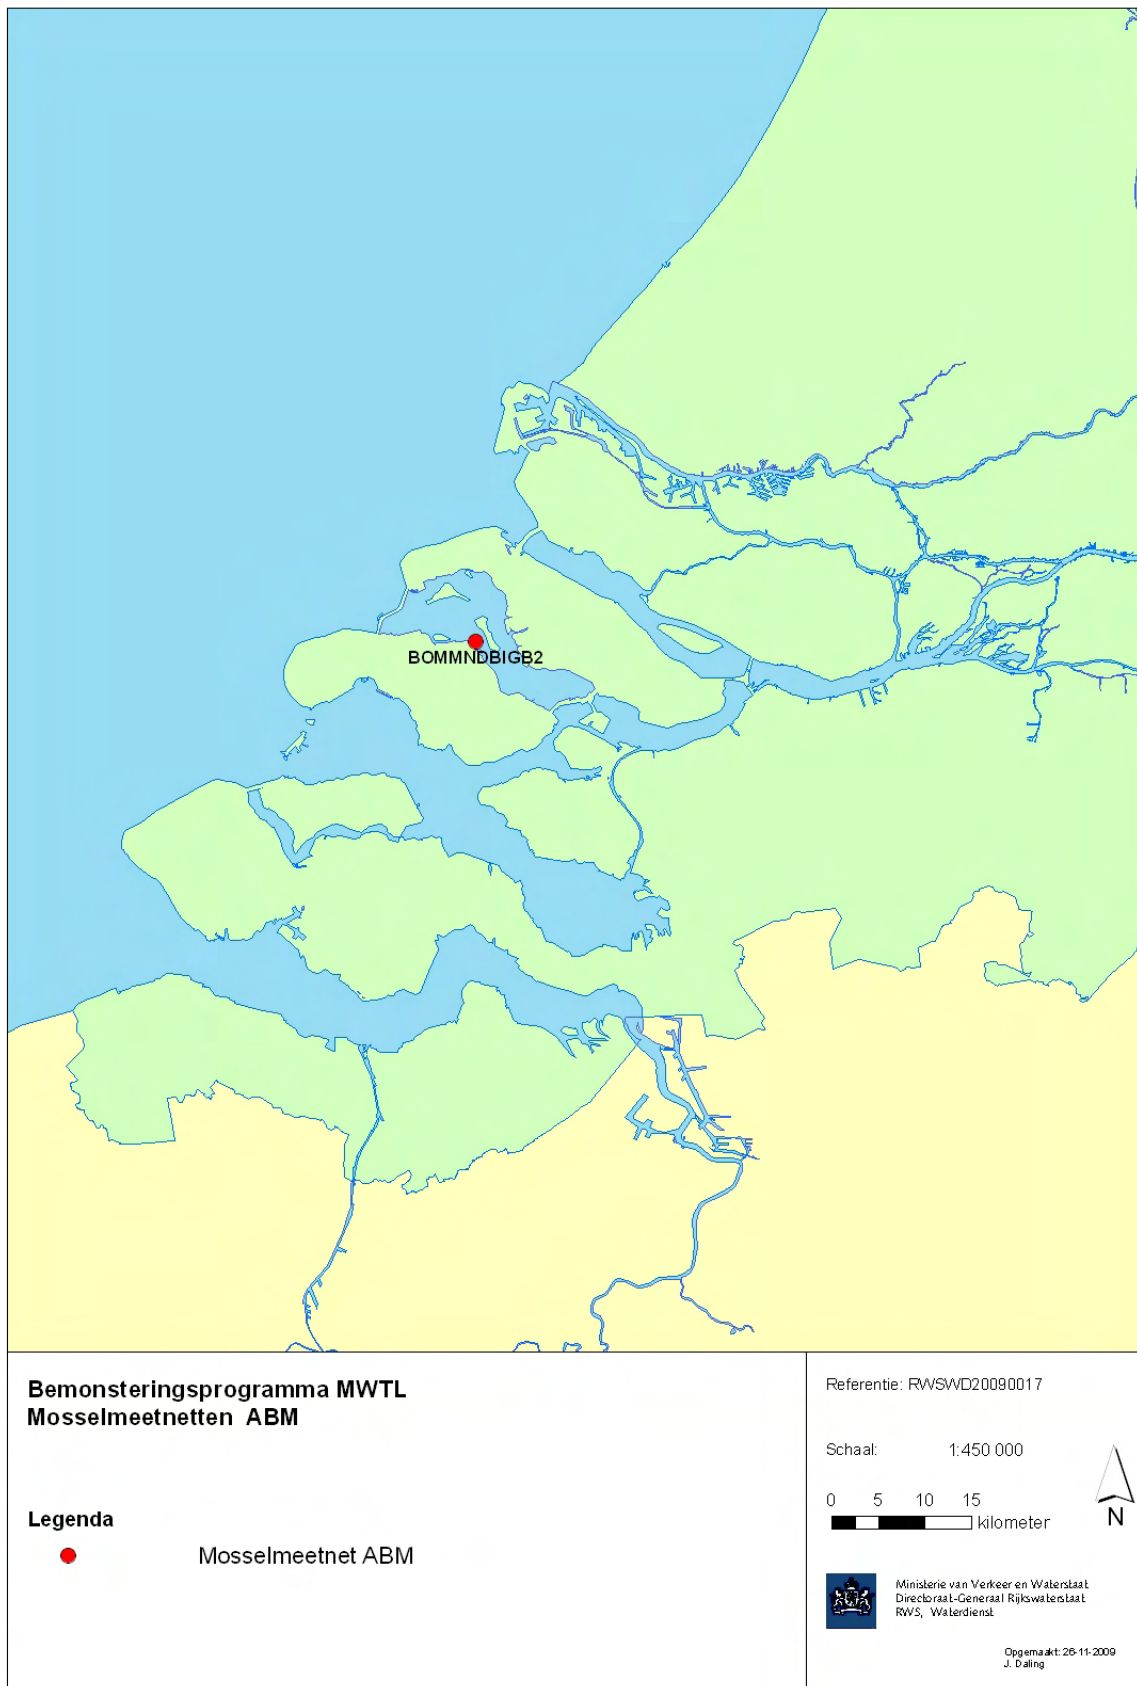 BOMMNDBIGB2
Bemonsteringsprogramma MWTL
Mosselmeetnetten ABM
Legenda
Mosselmeetnet ABM
Referentie: RWSWD20090017
Schaal: 1:450 000
0 5 10 15
kilometer
N
Ministerie van Verkeer en Waterstaat
Directoraat-Generaal Rijkswaterstaat
RWS, Waterdienst
Opgemaakt: 26-11-2009
J. Daling